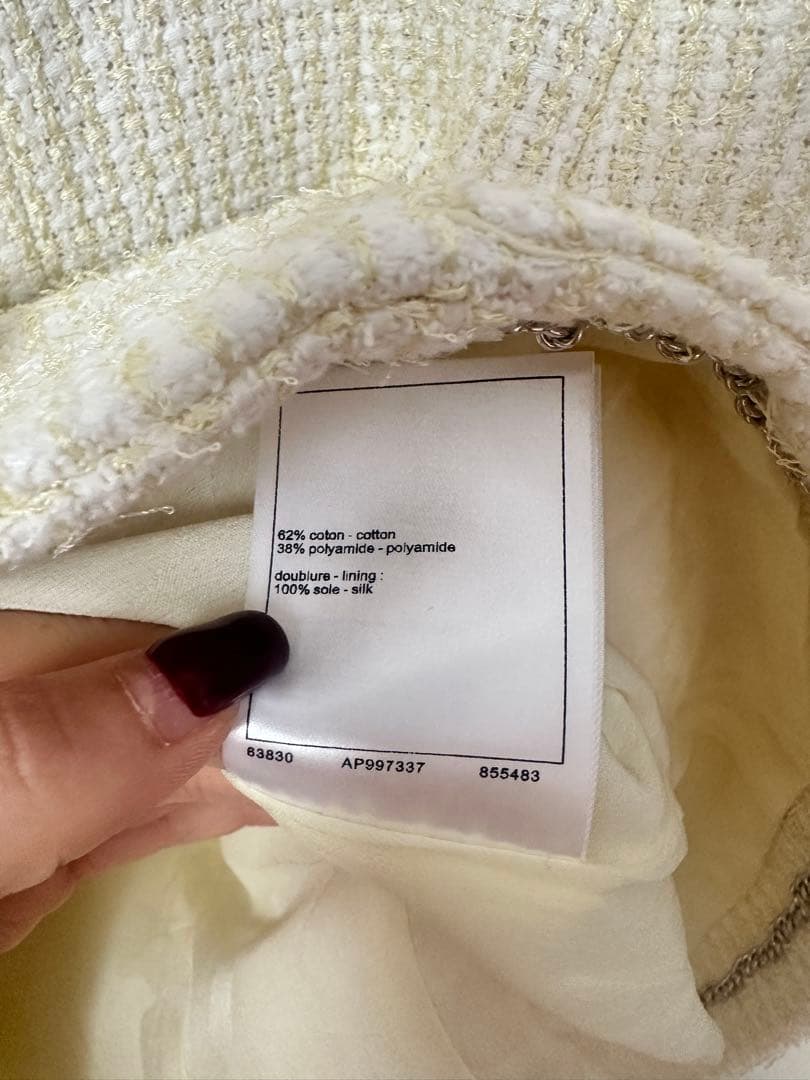 62% coton - cotton
38% polyamide - polyamide
doublure - lining :
100% soie - silk
63830 AP997337 855483